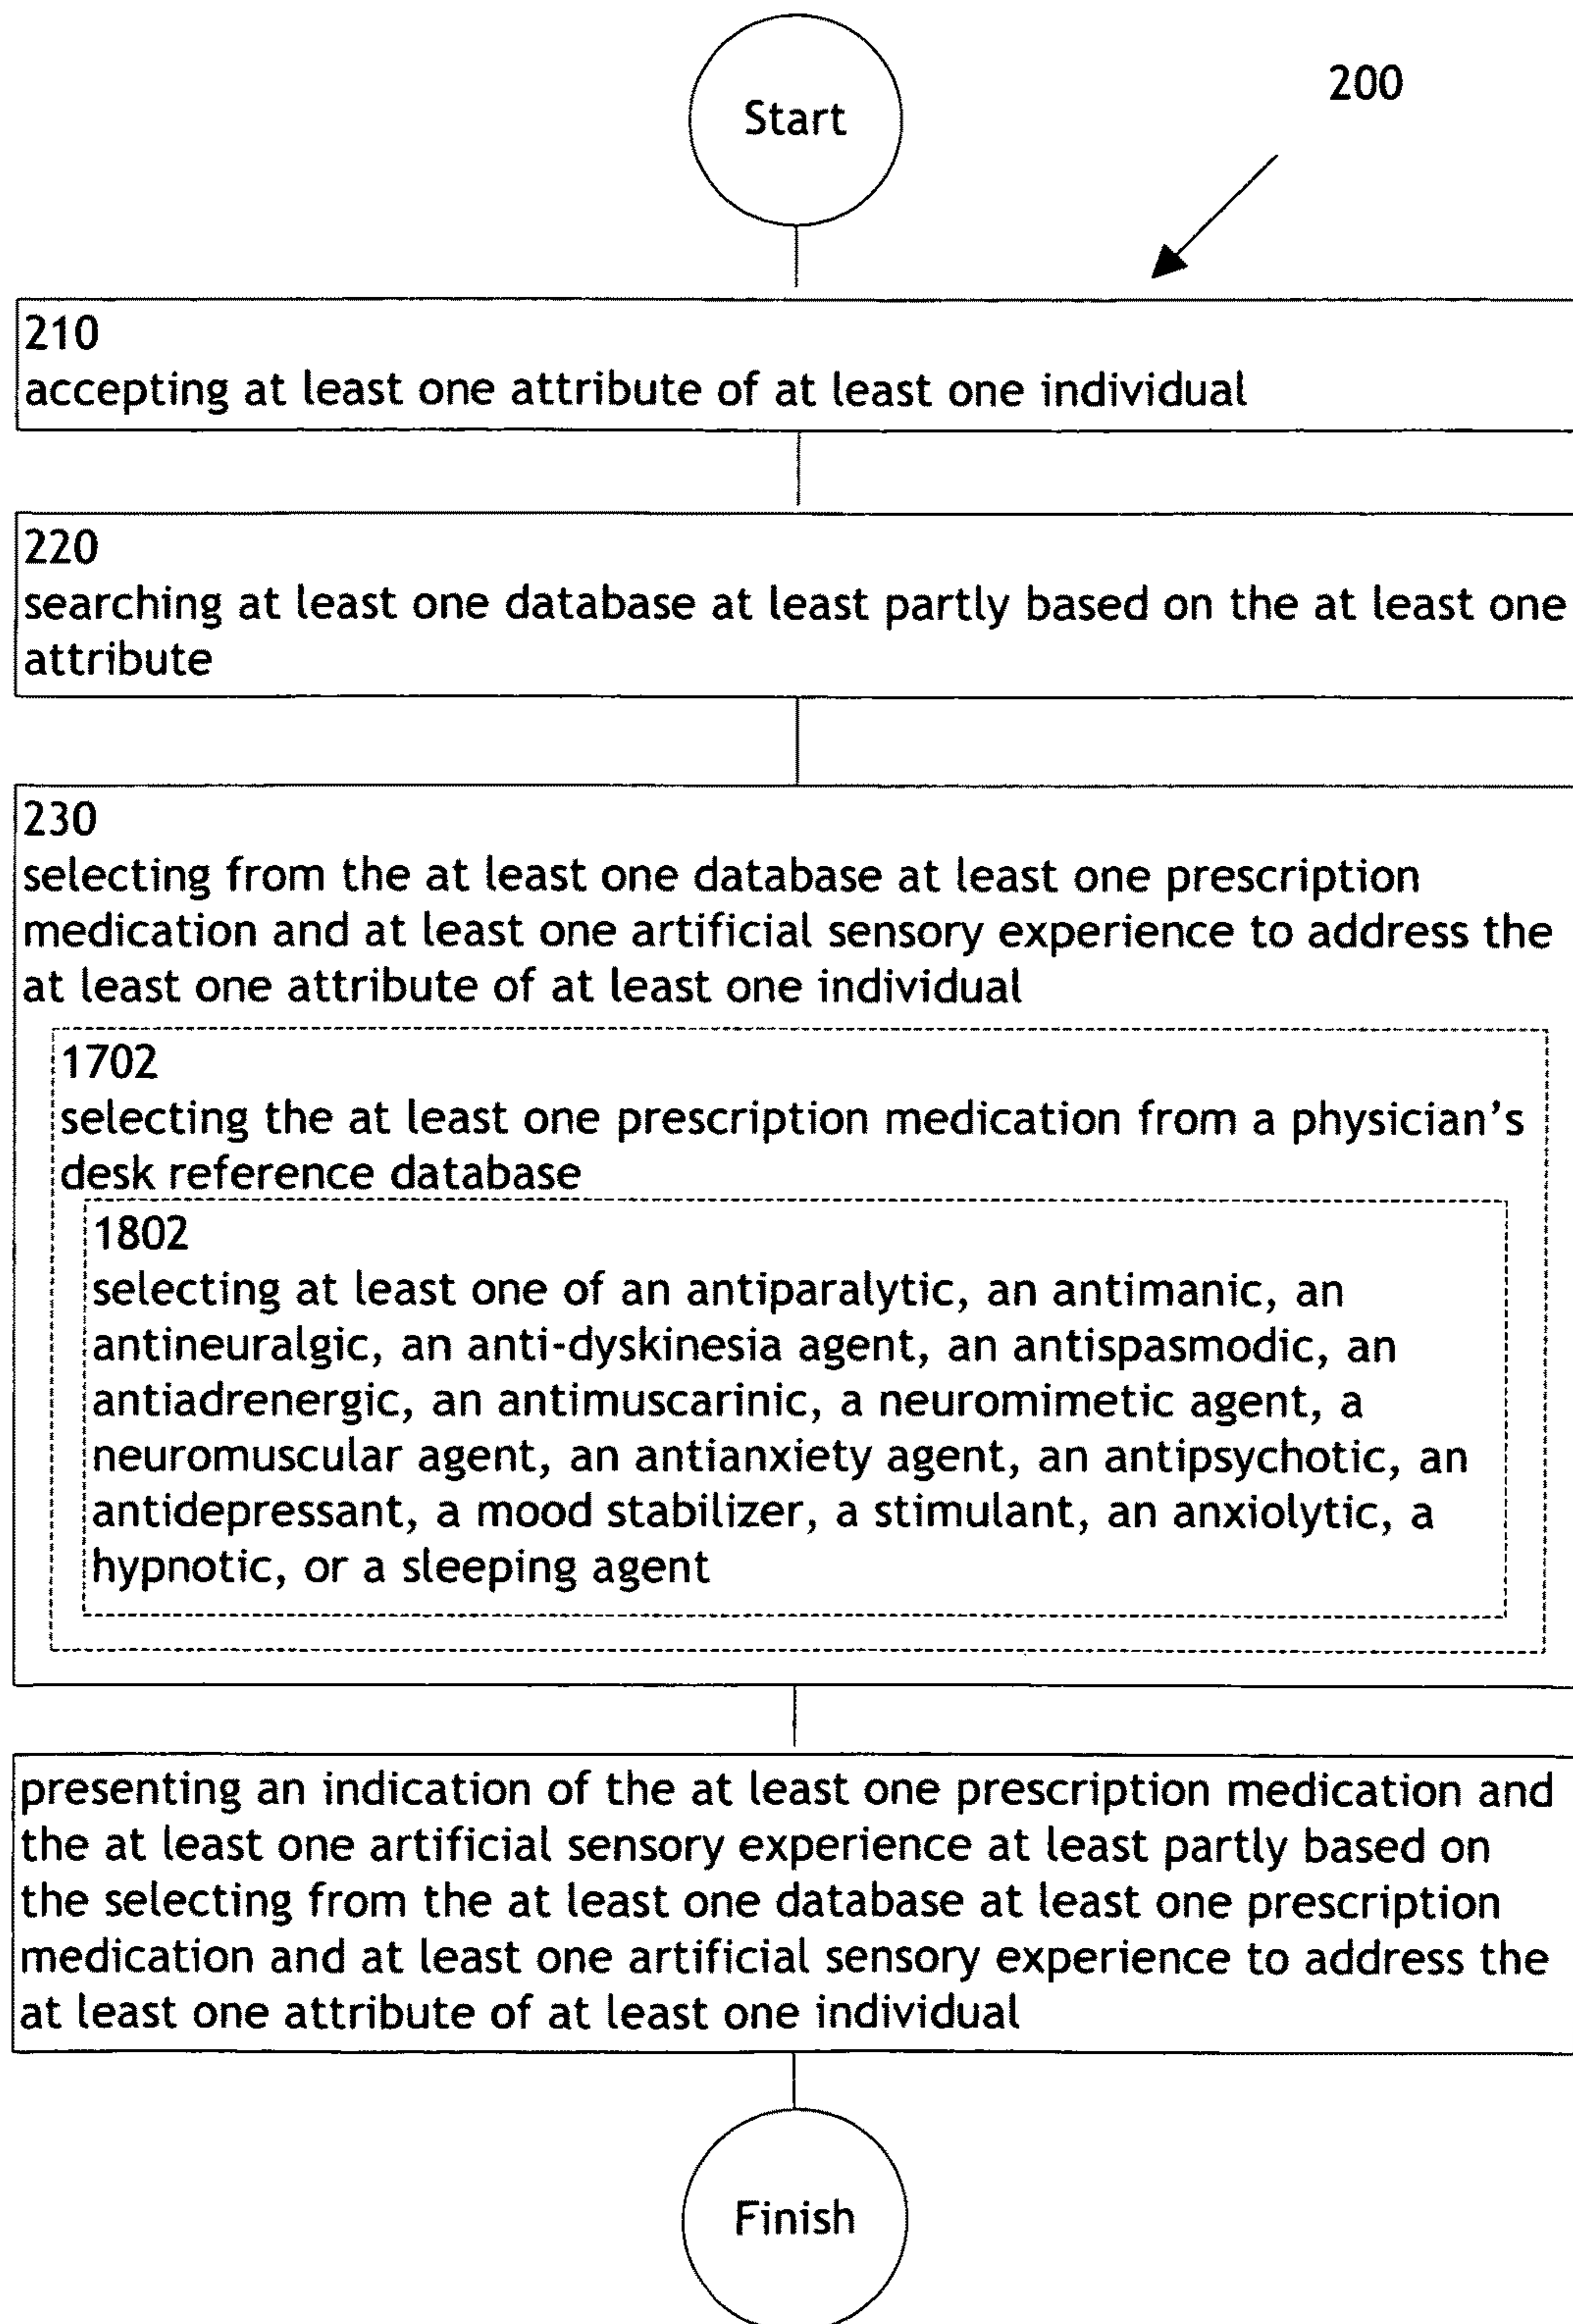 Start
200
210
accepting at least one attribute of at least one individual
220
searching at least one database at least partly based on the at least one
attribute
230
selecting from the at least one database at least one prescription
medication and at least one artificial sensory experience to address the
at least one attribute of at least one individual
1702
selecting the at least one prescription medication from a physician's
desk reference database
1802
selecting at least one of an antiparalytic, an antimanic, an
antineuralgic, an anti-dyskinesia agent, an antispasmodic, an
antiadrenergic, an antimuscarinic, a neuromimetic agent, a
neuromuscular agent, an antianxiety agent, an antipsychotic, an
antidepressant, a mood stabilizer, a stimulant, an anxiolytic, a
hypnotic, or a sleeping agent
presenting an indication of the at least one prescription medication and
the at least one artificial sensory experience at least partly based on
the selecting from the at least one database at least one prescription
medication and at least one artificial sensory experience to address the
at least one attribute of at least one individual
Finish